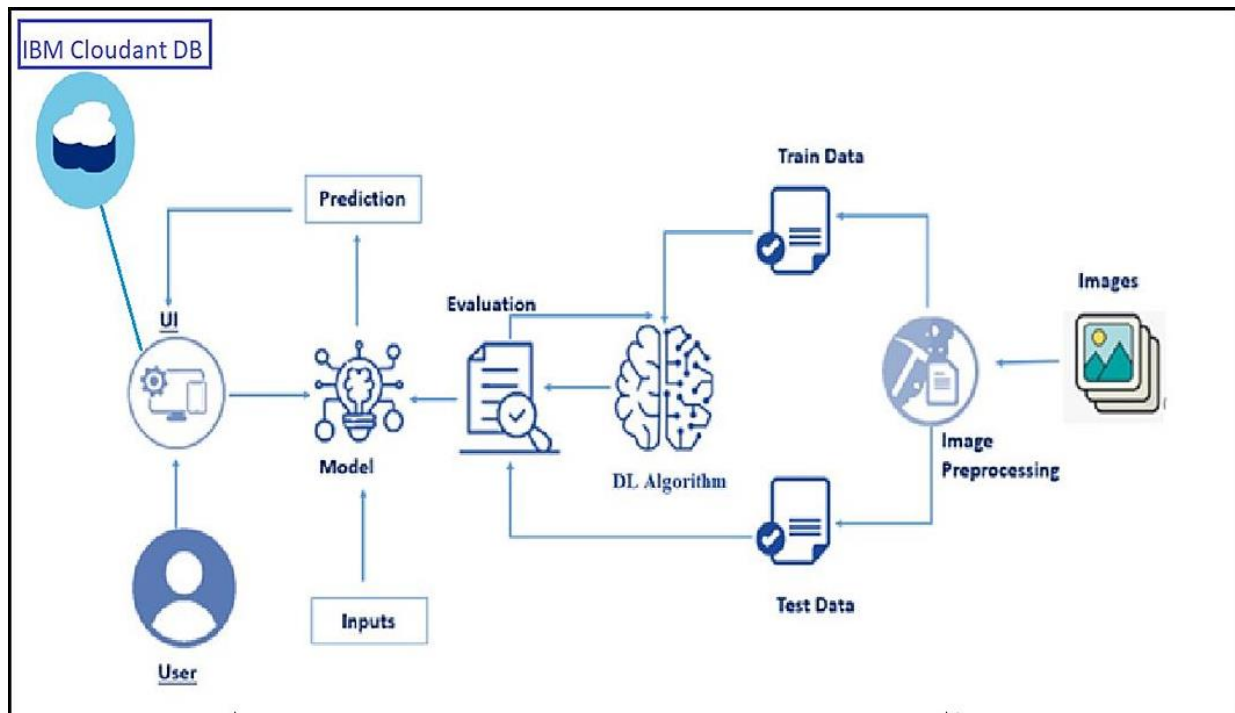 IBM Cloudant DB
Train Data
Prediction
Images
Evaluation
UI
Image
Preprocessing
Model
DL Algorithm
Inputs
Test Data
User